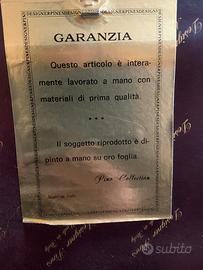 GARANZIA
Questo articolo è intera-
mente lavorato a mano con
materiali di prima qualità.
***
Il soggetto riprodotto è di-
pinto a mano su oro foglia.
Pino Collection
subito